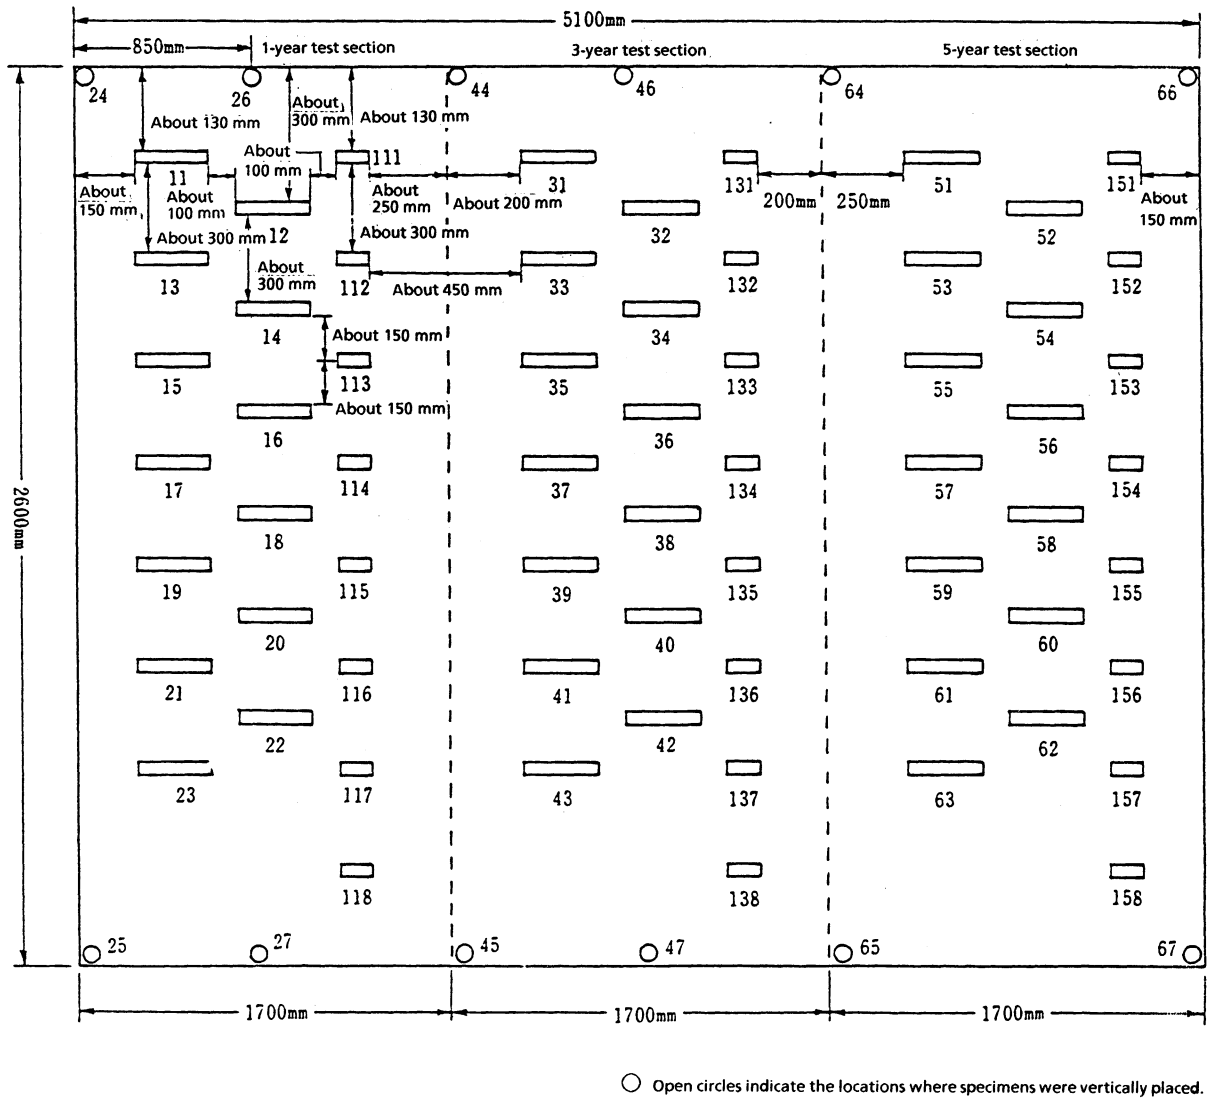 5100mm
850mm
1-year test section
3-year test section
5-year test section
24
26
44
46
64
66
About 130 mm
About
300 mm
About 130 mm
About
100 mm
111
11
31
131
51
151
About
150 mm
About
100 mm
About
250 mm
About 200 mm
200mm
250mm
About
150 mm
About 300 mm
12
About 300 mm
32
52
13
About
300 mm
112
About 450 mm
33
132
53
152
14
About 150 mm
34
54
15
113
35
133
55
153
About 150 mm
16
36
56
17
114
37
134
57
154
18
38
58
2600mm
19
115
39
135
59
155
20
40
60
21
116
41
136
61
156
22
42
62
23
117
43
137
63
157
118
138
158
25
27
45
47
65
67
1700mm
1700mm
1700mm
Open circles indicate the locations where specimens were vertically placed.